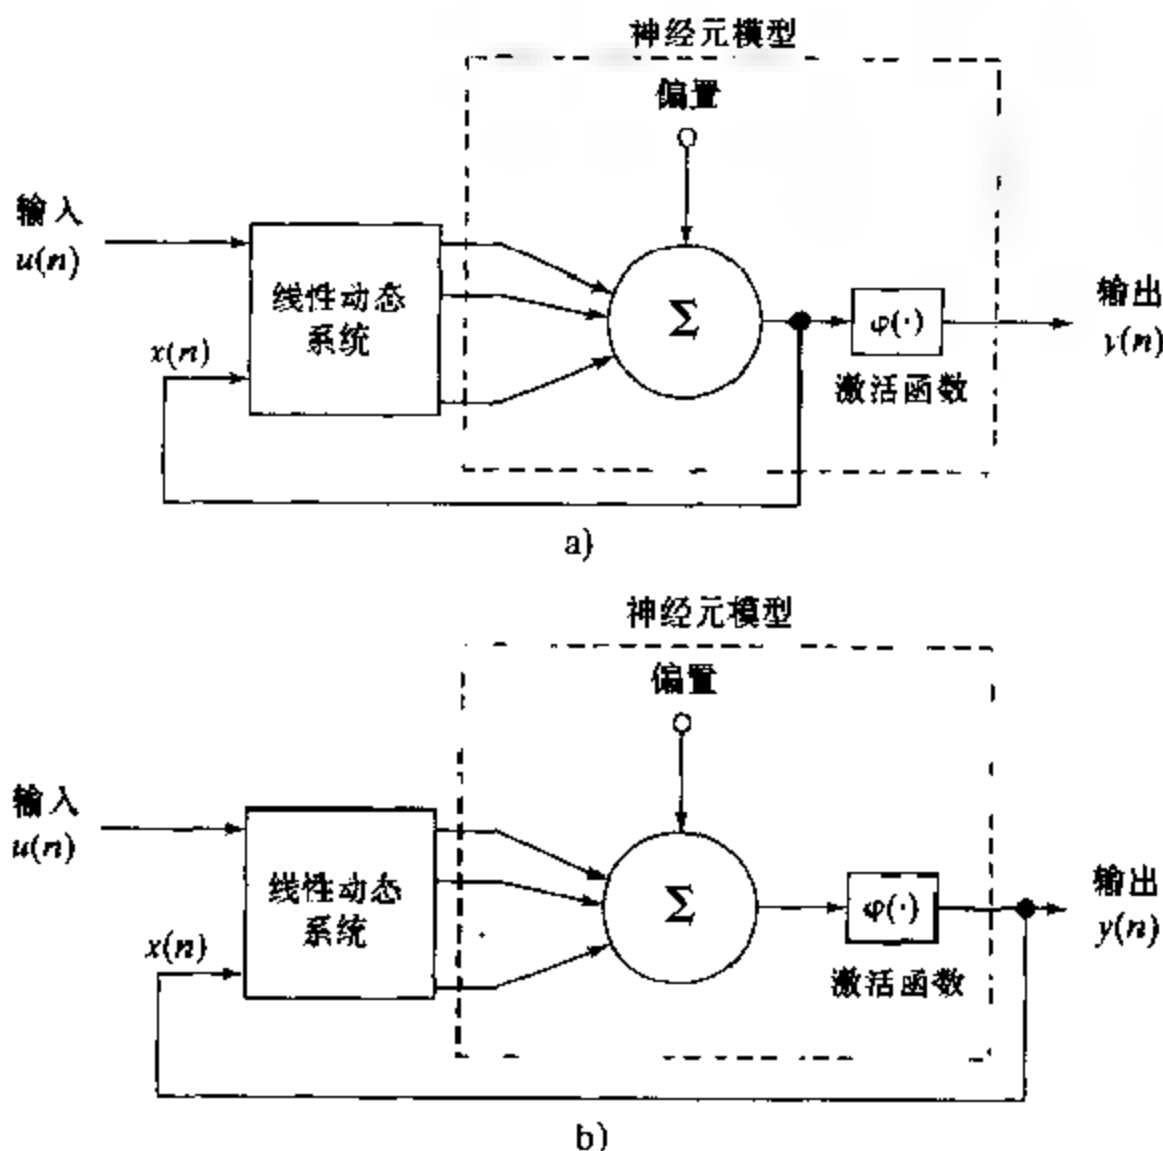 神经元模型
偏置
输入
u(n)
线性动态
系统
x(n)
Σ
φ(·)
激活函数
输出
y(n)
a)
神经元模型
偏置
输入
u(n)
线性动态
系统
x(n)
Σ
φ(·)
激活函数
输出
y(n)
b)